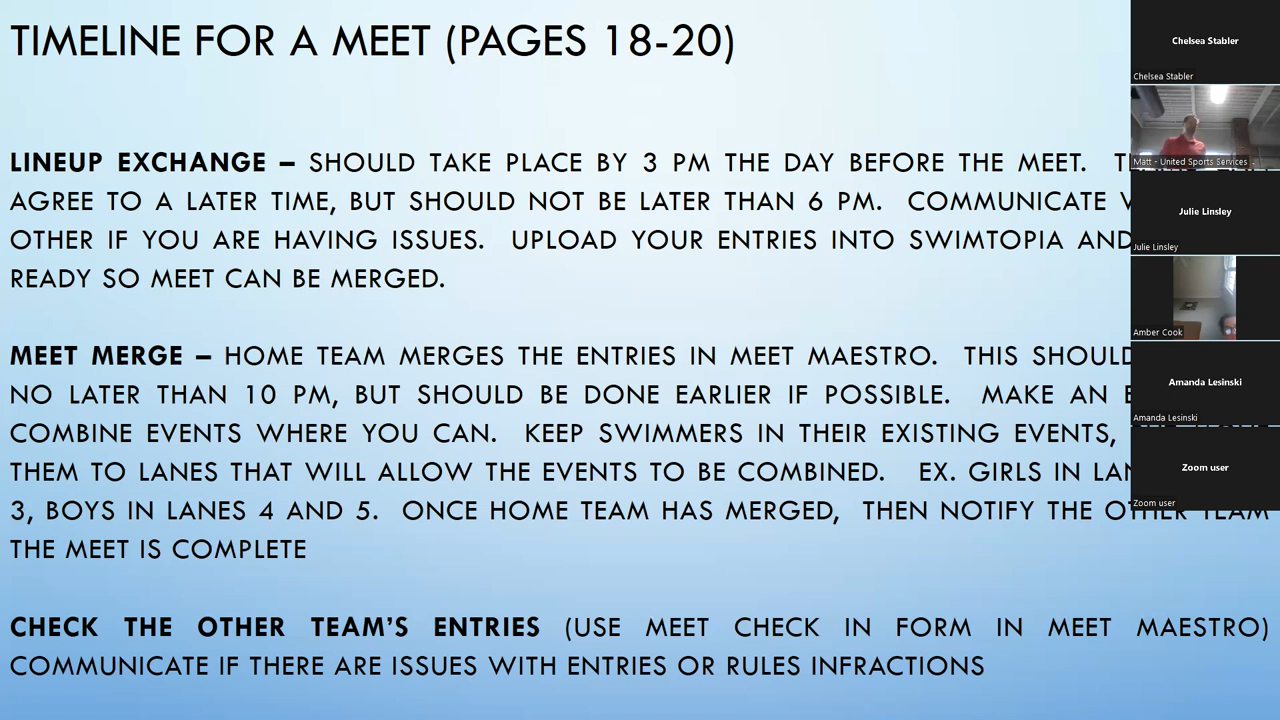 TIMELINE FOR A MEET (PAGES 18-20)
LINEUP EXCHANGE – SHOULD TAKE PLACE BY 3 PM THE DAY BEFORE THE MEET.
AGREE TO A LATER TIME, BUT SHOULD NOT BE LATER THAN 6 PM. COMMUNICATE
OTHER IF YOU ARE HAVING ISSUES. UPLOAD YOUR ENTRIES INTO SWIMTOPIA AND
READY SO MEET CAN BE MERGED.
MEET MERGE – HOME TEAM MERGES THE ENTRIES IN MEET MAESTRO. THIS SHOULD
NO LATER THAN 10 PM, BUT SHOULD BE DONE EARLIER IF POSSIBLE. MAKE AN
COMBINE EVENTS WHERE YOU CAN. KEEP SWIMMERS IN THEIR EXISTING EVENTS,
THEM TO LANES THAT WILL ALLOW THE EVENTS TO BE COMBINED. EX. GIRLS IN
3, BOYS IN LANES 4 AND 5. ONCE HOME TEAM HAS MERGED, THEN NOTIFY THE OTHER TEAM
THE MEET IS COMPLETE
CHECK THE OTHER TEAM'S ENTRIES (USE MEET CHECK IN FORM IN MEET MAESTRO)
COMMUNICATE IF THERE ARE ISSUES WITH ENTRIES OR RULES INFRACTIONS
Chelsea Stabler
Chelsea Stabler
Matt - United Sports Services
Julie Linsley
Julie Linsley
Amber Cook
Amanda Lesinski
Amanda Lesinski
Zoom user
Zoom user